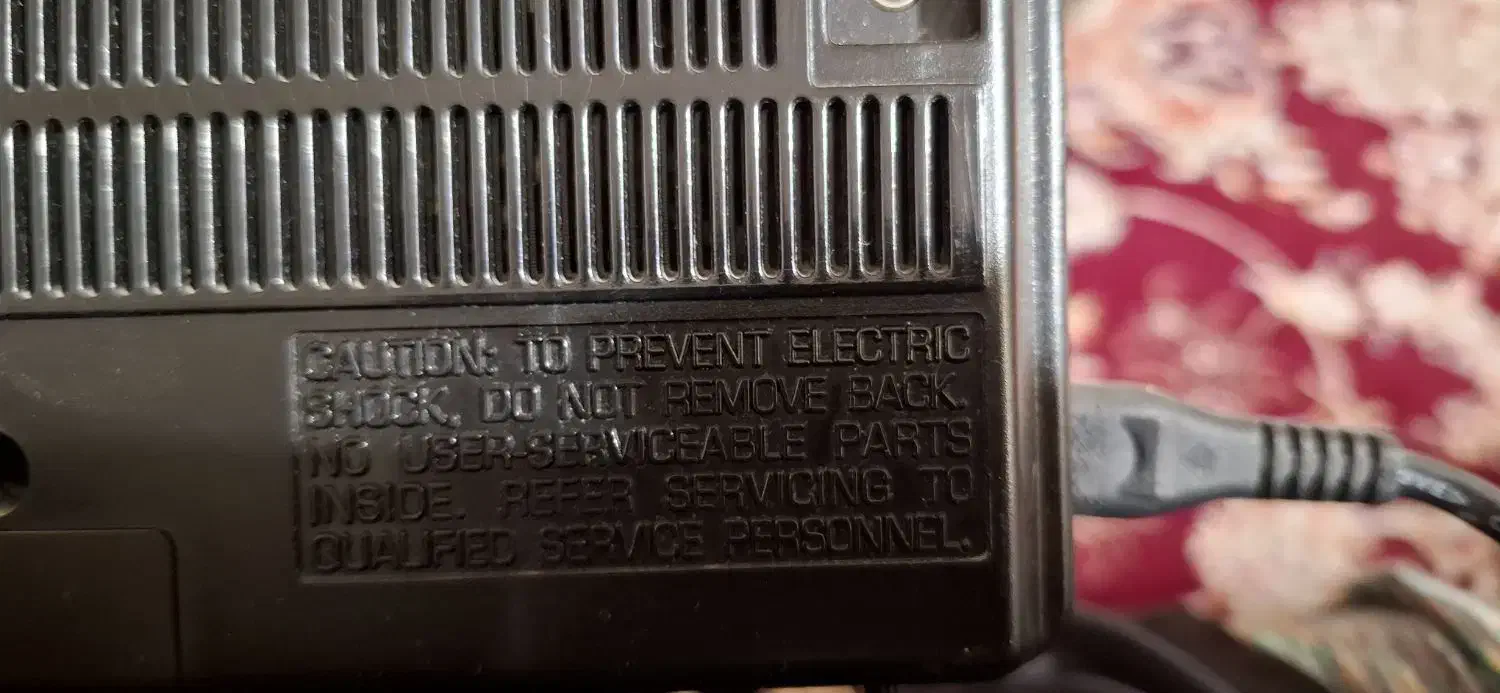 CAUTION: TO PREVENT ELECTRIC
SHOCK, DO NOT REMOVE BACK.
NO USER-SERVICEABLE PARTS
INSIDE. REFER SERVICING TO
QUALIFIED SERVICE PERSONNEL.